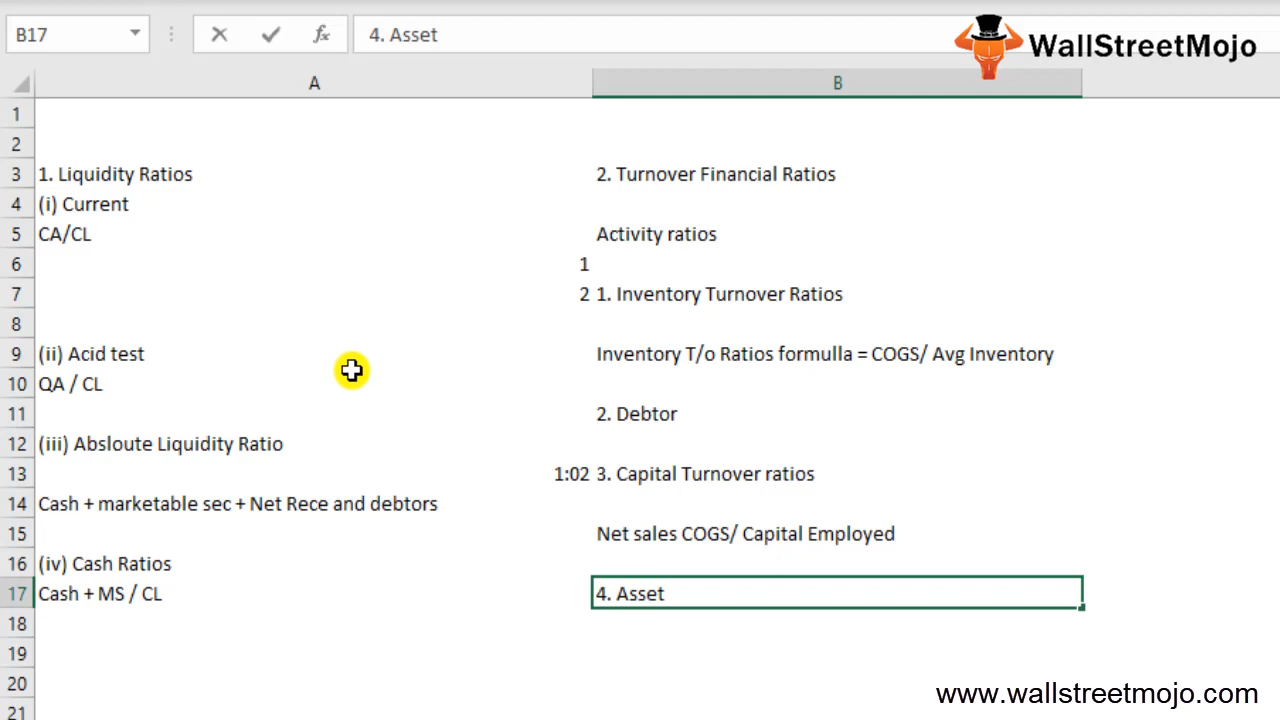 B17
fx
4. Asset
WallStreetMojo
A
B
1
2
3 1. Liquidity Ratios 2. Turnover Financial Ratios
4 (i) Current
5 CA/CL Activity ratios
6 1
7 2 1. Inventory Turnover Ratios
8
9 (ii) Acid test Inventory T/o Ratios formulla = COGS/ Avg Inventory
10 QA / CL
11 2. Debtor
12 (iii) Absloute Liquidity Ratio
13 1:02 3. Capital Turnover ratios
14 Cash + marketable sec + Net Rece and debtors
15 Net sales COGS/ Capital Employed
16 (iv) Cash Ratios
17 Cash + MS / CL 4. Asset
18
19
20
21
www.wallstreetmojo.com